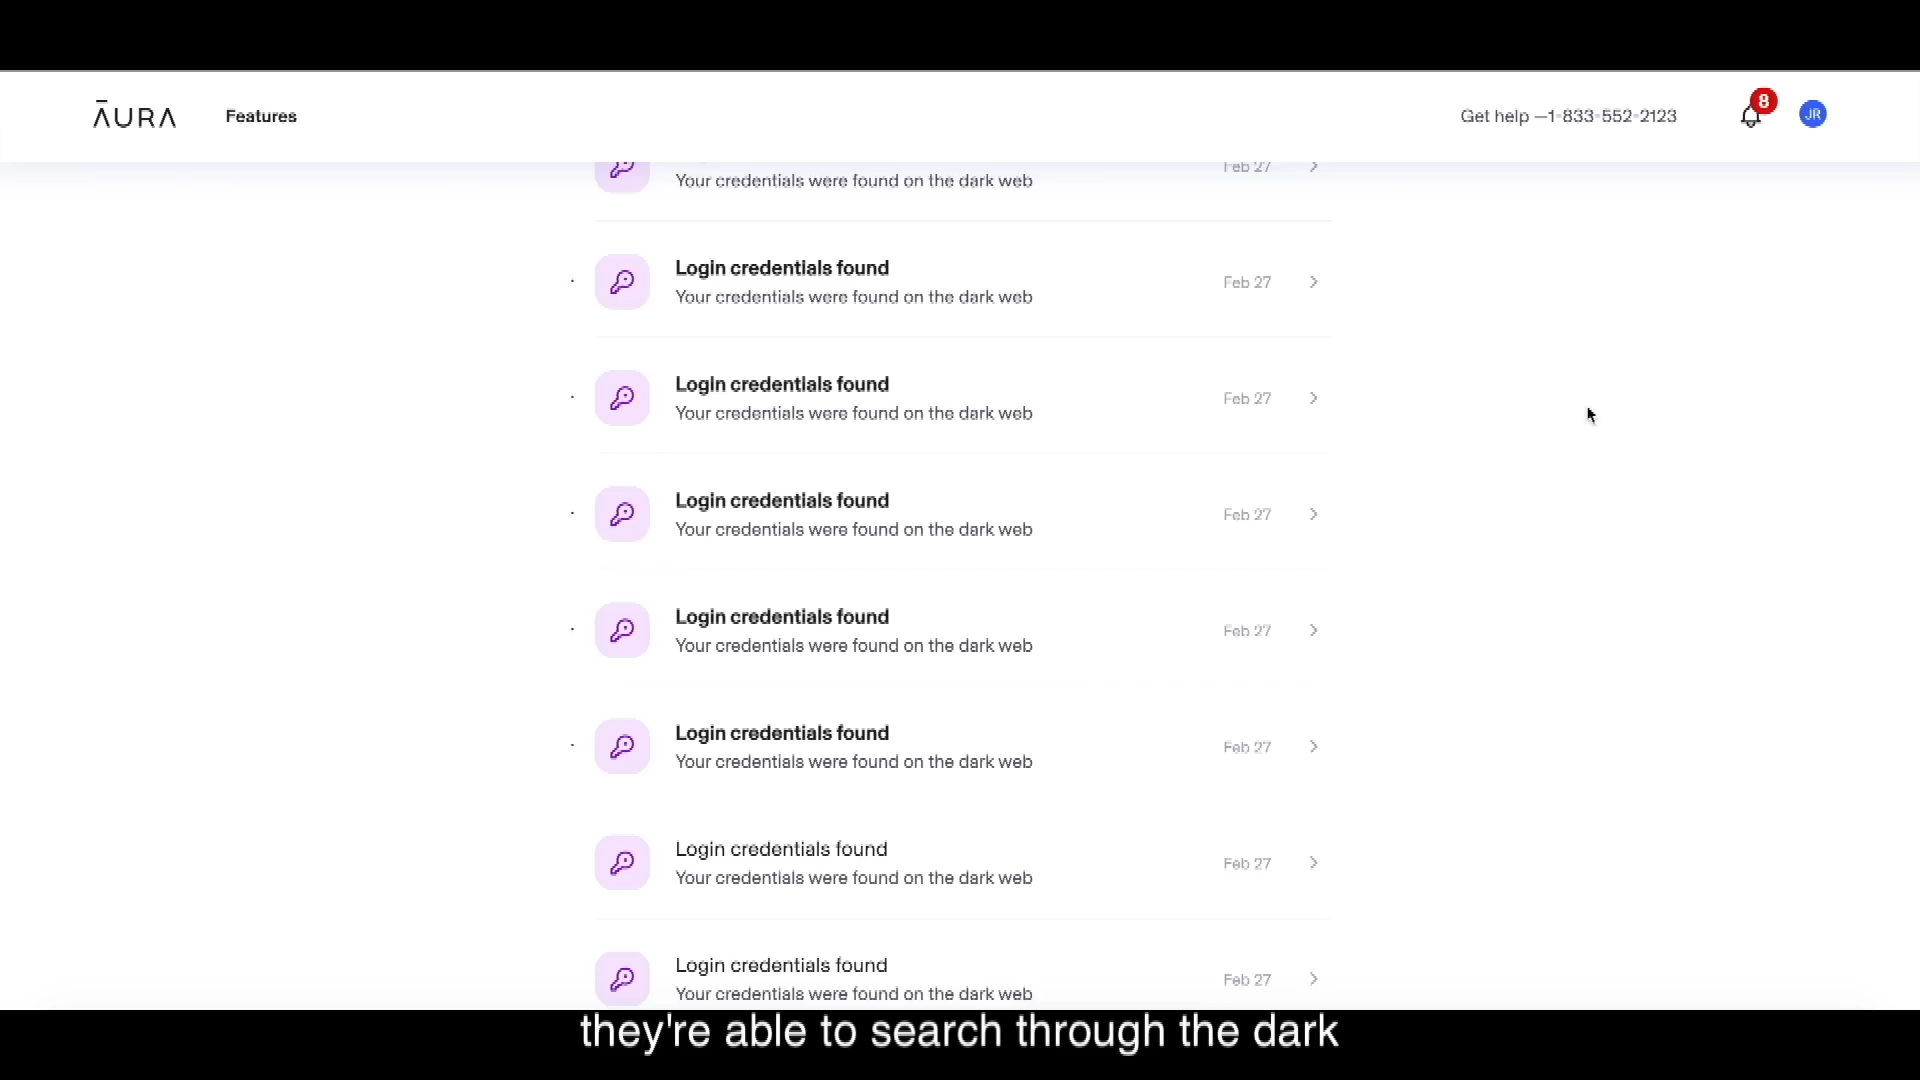 ĀURA
Features
Get help —1-833-552-2123
8
JR
Your credentials were found on the dark web
Feb 27
Login credentials found
Your credentials were found on the dark web
Feb 27
Login credentials found
Your credentials were found on the dark web
Feb 27
Login credentials found
Your credentials were found on the dark web
Feb 27
Login credentials found
Your credentials were found on the dark web
Feb 27
Login credentials found
Your credentials were found on the dark web
Feb 27
Login credentials found
Your credentials were found on the dark web
Feb 27
Login credentials found
Your credentials were found on the dark web
Feb 27
they're able to search through the dark